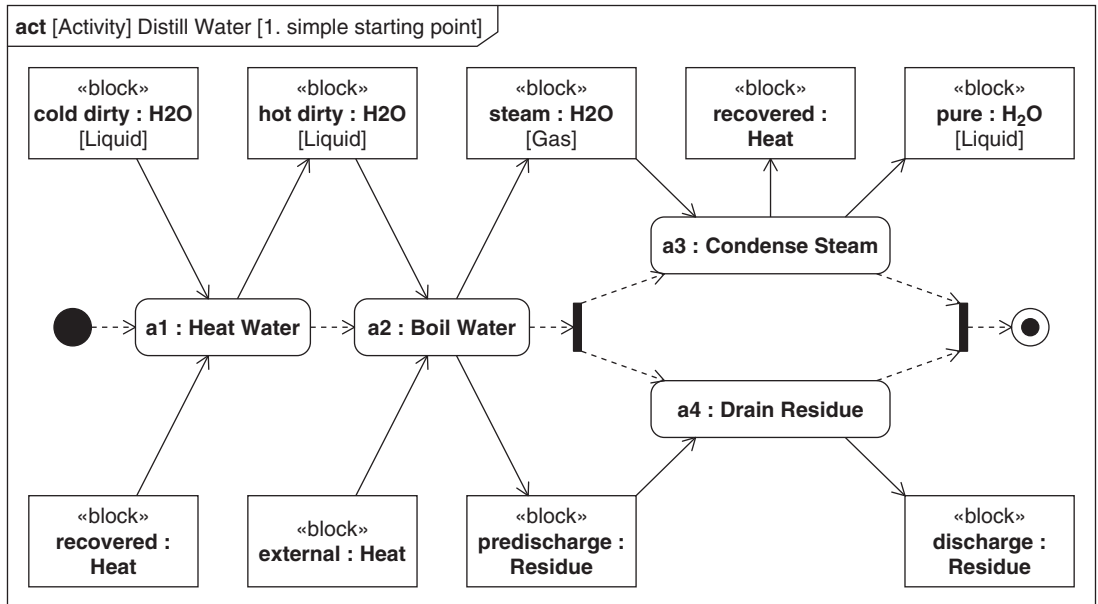 act [Activity] Distill Water [1. simple starting point]
«block»
cold dirty : H2O
[Liquid]
«block»
hot dirty : H2O
[Liquid]
«block»
steam : H2O
[Gas]
«block»
recovered :
Heat
«block»
pure : H₂O
[Liquid]
a3 : Condense Steam
a1 : Heat Water
a2 : Boil Water
a4 : Drain Residue
«block»
recovered :
Heat
«block»
external : Heat
«block»
predischarge :
Residue
«block»
discharge :
Residue